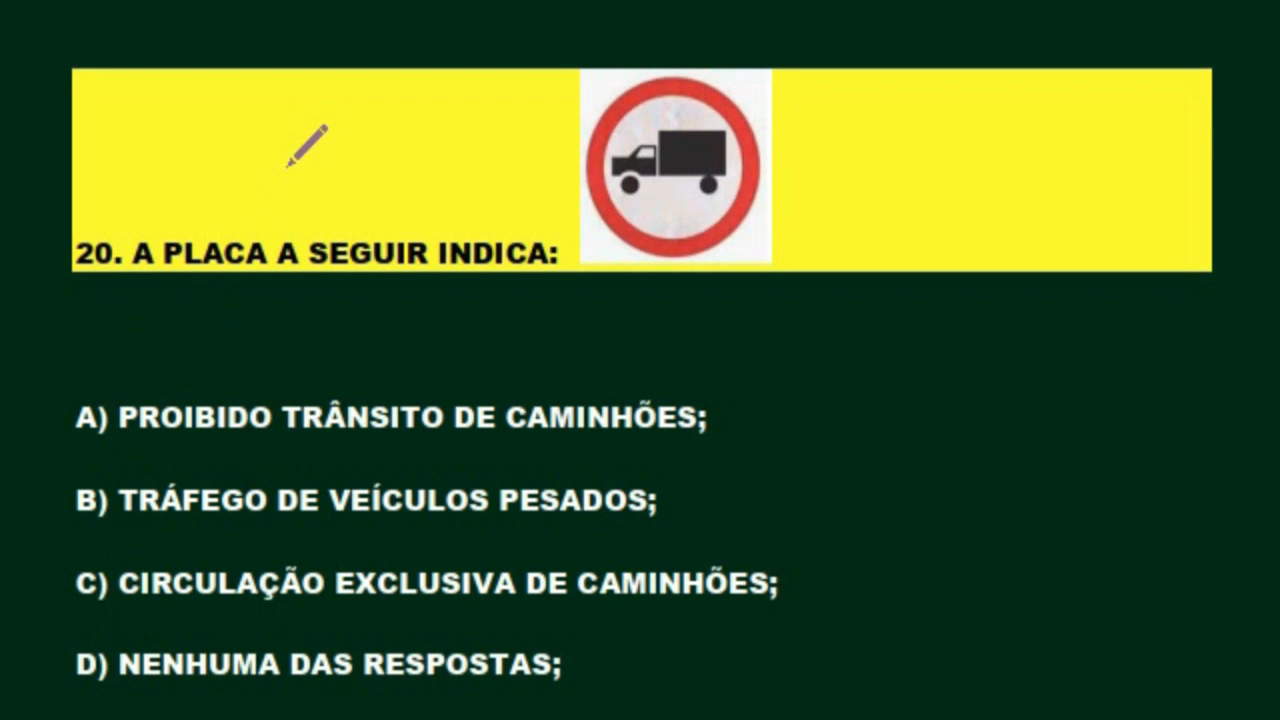 20. A PLACA A SEGUIR INDICA:
A) PROIBIDO TRÂNSITO DE CAMINHÕES;
B) TRÁFEGO DE VEÍCULOS PESADOS;
C) CIRCULAÇÃO EXCLUSIVA DE CAMINHÕES;
D) NENHUMA DAS RESPOSTAS;